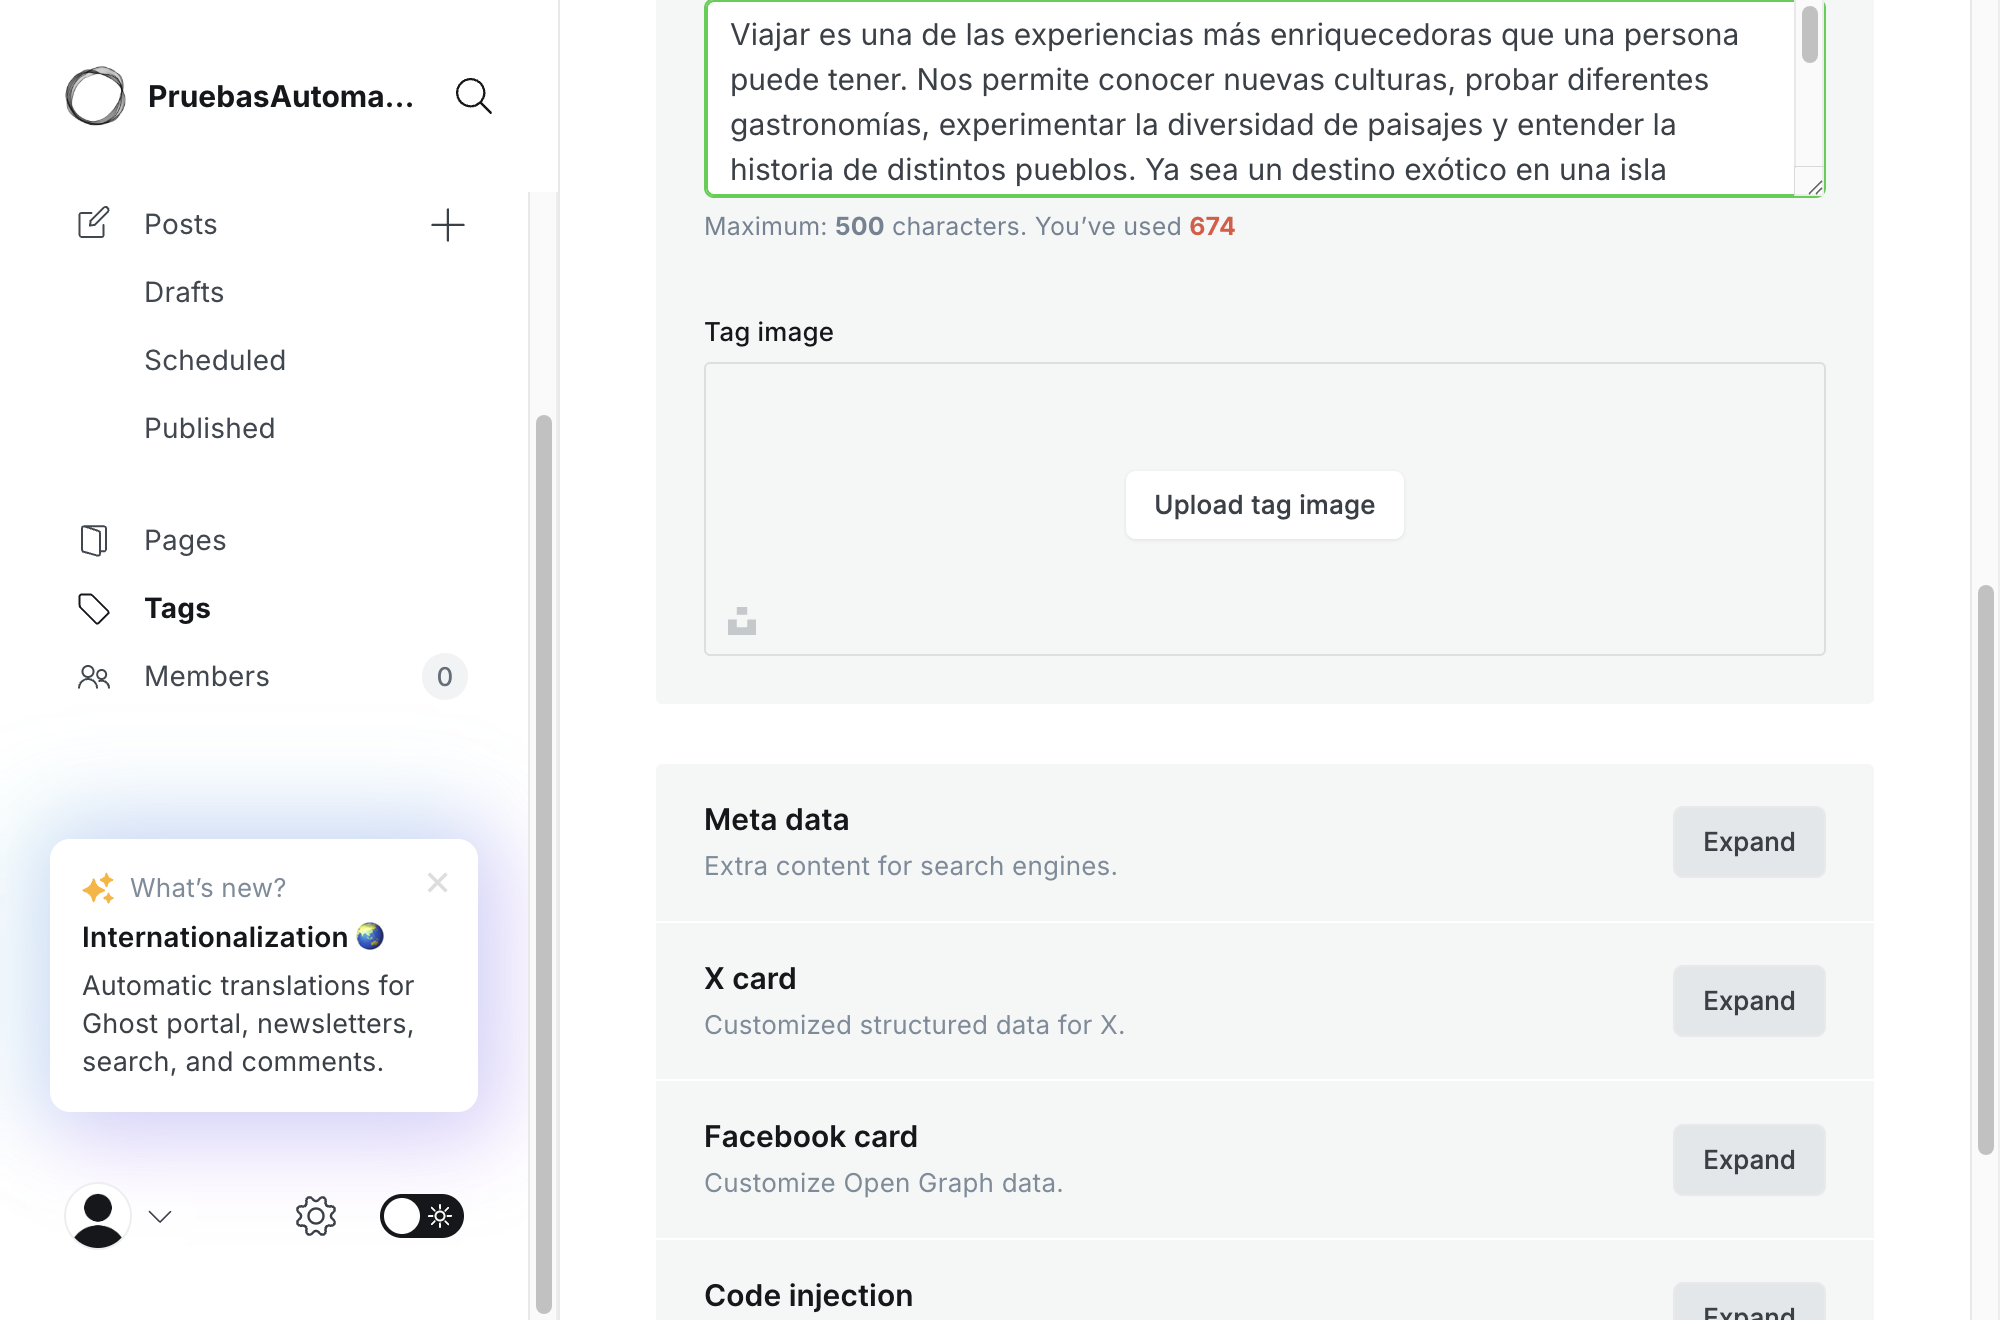 PruebasAutoma...
Posts
Drafts
Scheduled
Published
Pages
Tags
Members
0
What's new?
Internationalization
Automatic translations for
Ghost portal, newsletters,
search, and comments.
Viajar es una de las experiencias más enriquecedoras que una persona
puede tener. Nos permite conocer nuevas culturas, probar diferentes
gastronomías, experimentar la diversidad de paisajes y entender la
historia de distintos pueblos. Ya sea un destino exótico en una isla
Maximum: 500 characters. You've used 674
Tag image
Upload tag image
Meta data
Extra content for search engines.
Expand
X card
Customized structured data for X.
Expand
Facebook card
Customize Open Graph data.
Expand
Code injection
Expand